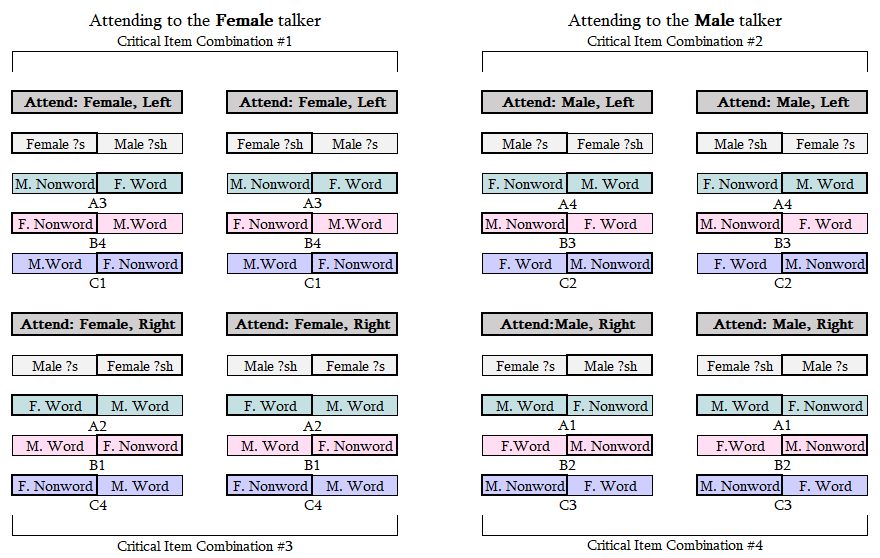 Attending to the Female talker
Critical Item Combination #1
Attend: Female, Left Attend: Female, Left
Female ?s Male ?sh Female ?sh Male ?s
M. Nonword F. Word M. Nonword F. Word
A3 A3
F. Nonword M.Word F. Nonword M.Word
B4 B4
M.Word F. Nonword M.Word F. Nonword
C1 C1
Attend: Female, Right Attend: Female, Right
Male ?s Female ?sh Male ?sh Female ?s
F. Word M. Word F. Word M. Word
A2 A2
M. Word F. Nonword M. Word F. Nonword
B1 B1
F. Nonword M. Word F. Nonword M. Word
C4 C4
Critical Item Combination #3
Attending to the Male talker
Critical Item Combination #2
Attend: Male, Left Attend: Male, Left
Male ?s Female ?sh Male ?sh Female ?s
F. Nonword M. Word F. Nonword M. Word
A4 A4
M. Nonword F. Word M. Nonword F. Word
B3 B3
F. Word M. Nonword F. Word M. Nonword
C2 C2
Attend:Male, Right Attend: Male, Right
Female ?s Male ?sh Female ?sh Male ?s
M. Word F. Nonword M. Word F. Nonword
A1 A1
F.Word M. Nonword F.Word M. Nonword
B2 B2
M. Nonword F. Word M. Nonword F. Word
C3 C3
Critical Item Combination #4